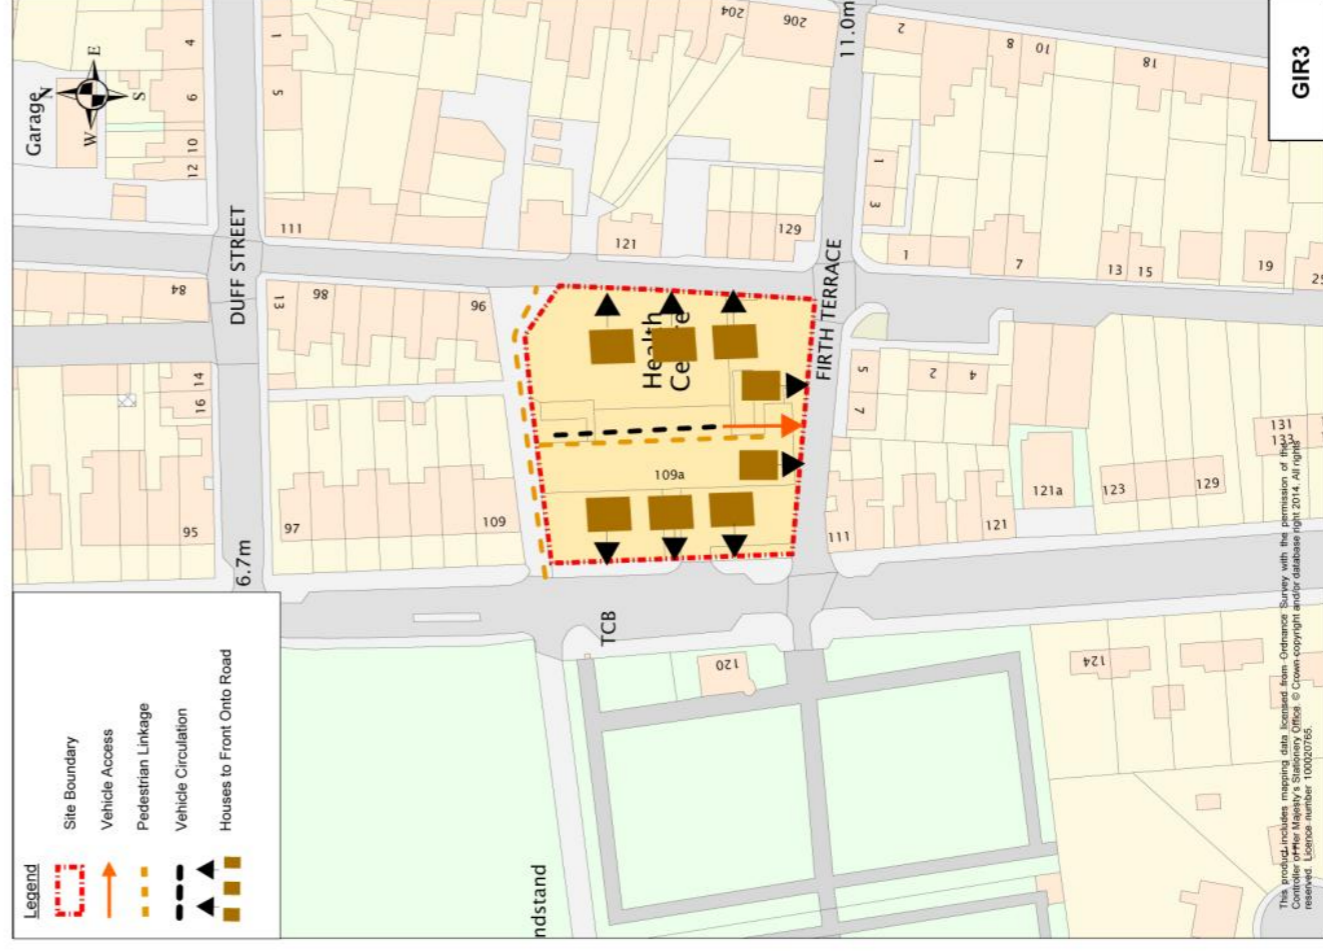 GIR3
Legend
Site Boundary
Vehicle Access
Pedestrian Linkage
Vehicle Circulation
Houses to Front Onto Road
Garage
N
E
S
W
4
6
10
12
1
5
111
84
DUFF STREET
13
86
96
14
16
95
97
109
6.7m
204
206
11.0m
2
8
10
18
1
3
121
129
1
7
13
15
19
25
Health
Centre
FIRTH TERRACE
109a
5
7
2
4
131
133
121a
123
129
111
121
TCB
120
124
ndstand
This product includes mapping data licensed from Ordnance Survey with the permission of the
Controller of Her Majesty's Stationery Office. © Crown copyright and/or database right 2014. All rights
reserved. Licence number 100020765.